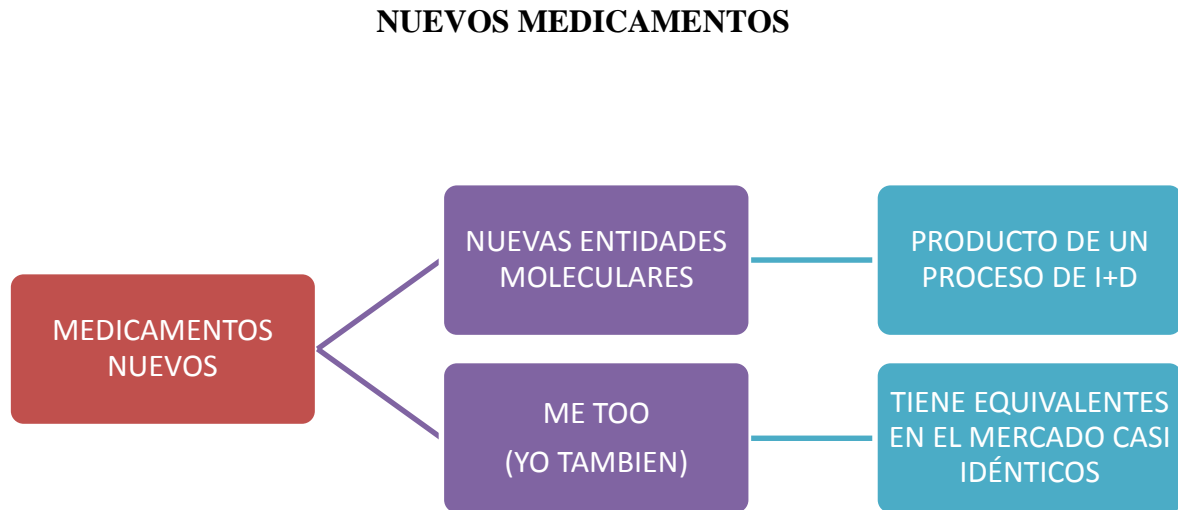 NUEVOS MEDICAMENTOS
MEDICAMENTOS
NUEVOS
NUEVAS ENTIDADES
MOLECULARES
PRODUCTO DE UN
PROCESO DE I+D
ME TOO
(YO TAMBIEN)
TIENE EQUIVALENTES
EN EL MERCADO CASI
IDÉNTICOS